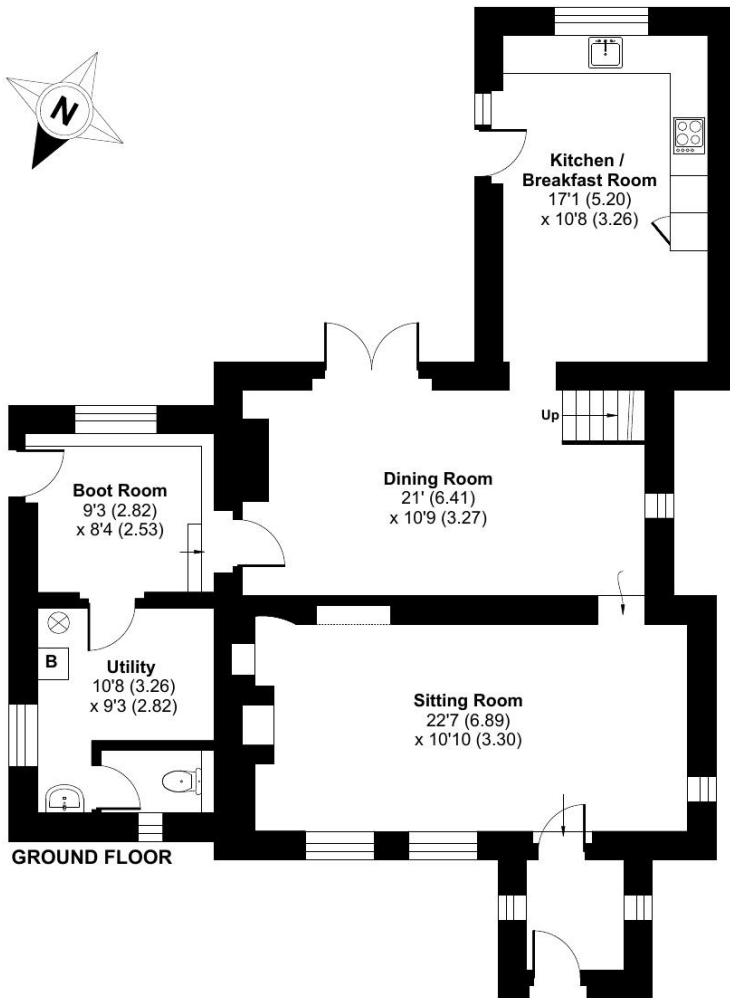 N
Kitchen /
Breakfast Room
17'1 (5.20)
x 10'8 (3.26)
Up
Dining Room
21' (6.41)
x 10'9 (3.27)
Boot Room
9'3 (2.82)
x 8'4 (2.53)
B
Utility
10'8 (3.26)
x 9'3 (2.82)
Sitting Room
22'7 (6.89)
x 10'10 (3.30)
GROUND FLOOR